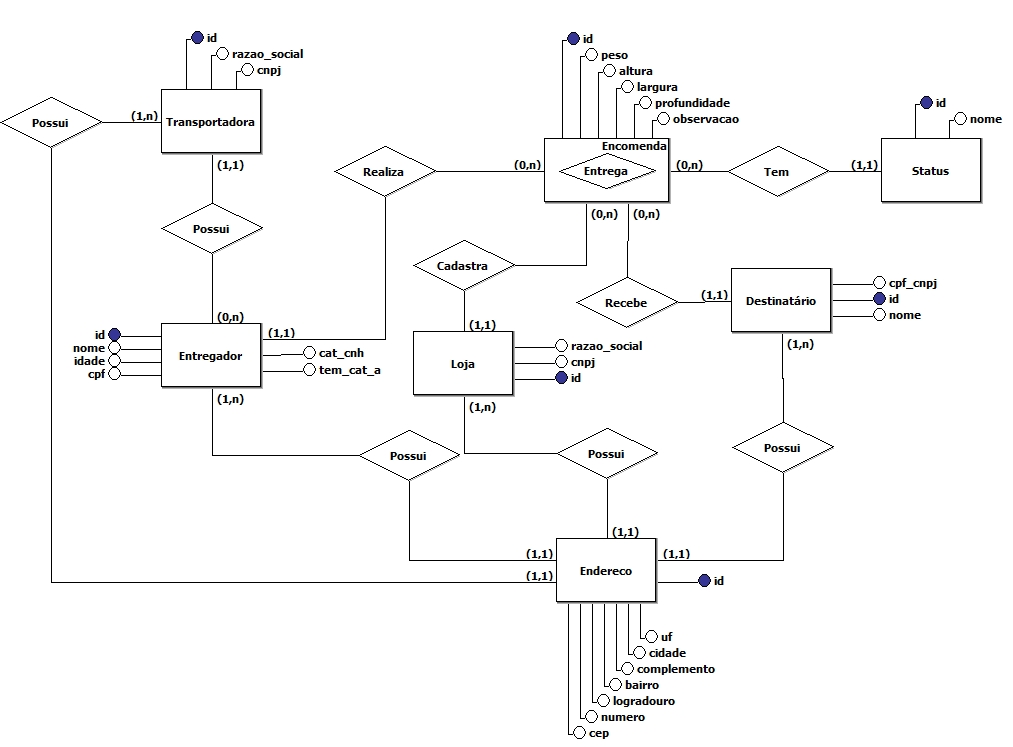 id
razao_social
cnpj
Possui
(1,n)
Transportadora
(1,1)
Possui
(0,n)
id
nome
idade
cpf
Entregador
(1,1)
cat_cnh
tem_cat_a
(1,n)
Realiza
(0,n)
id
peso
altura
largura
profundidade
observacao
Encomenda
Entrega
(0,n)
(0,n)
(0,n)
Tem
(1,1)
id
nome
Status
Cadastra
(1,1)
Loja
razao_social
cnpj
id
(1,n)
Recebe
(1,1)
Destinatário
cpf_cnpj
id
nome
(1,n)
Possui
Possui
Possui
(1,1)
(1,1)
(1,1)
(1,1)
Endereco
id
uf
cidade
complemento
bairro
logradouro
numero
cep